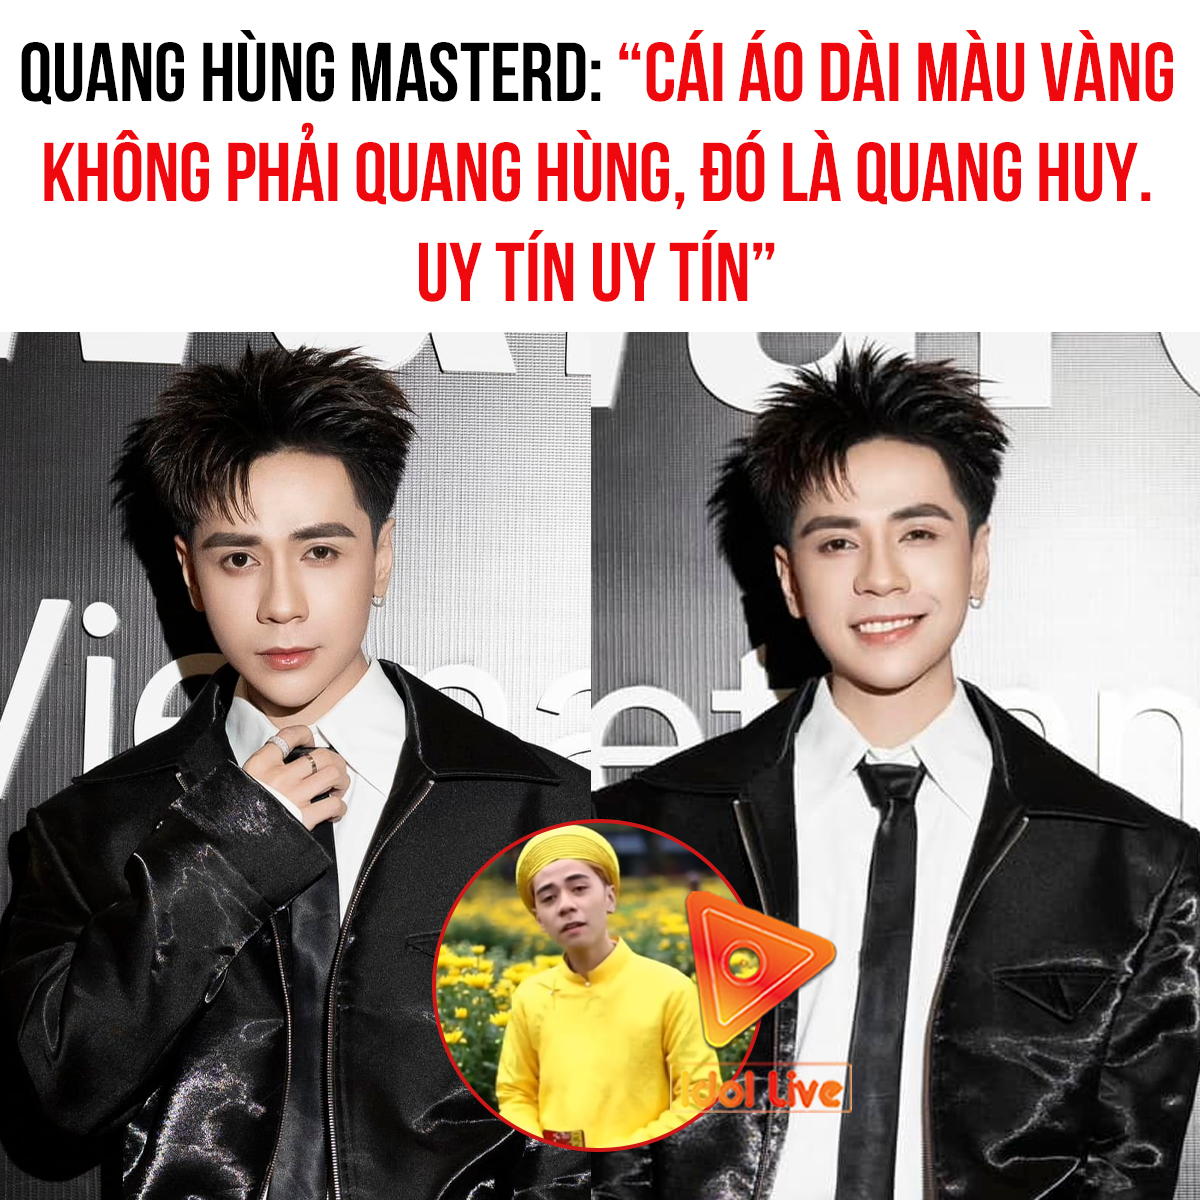 QUANG HÙNG MASTERD: “CÁI ÁO DÀI MÀU VÀNG
KHÔNG PHẢI QUANG HÙNG, ĐÓ LÀ QUANG HUY.
UY TÍN UY TÍN”
Idol Live